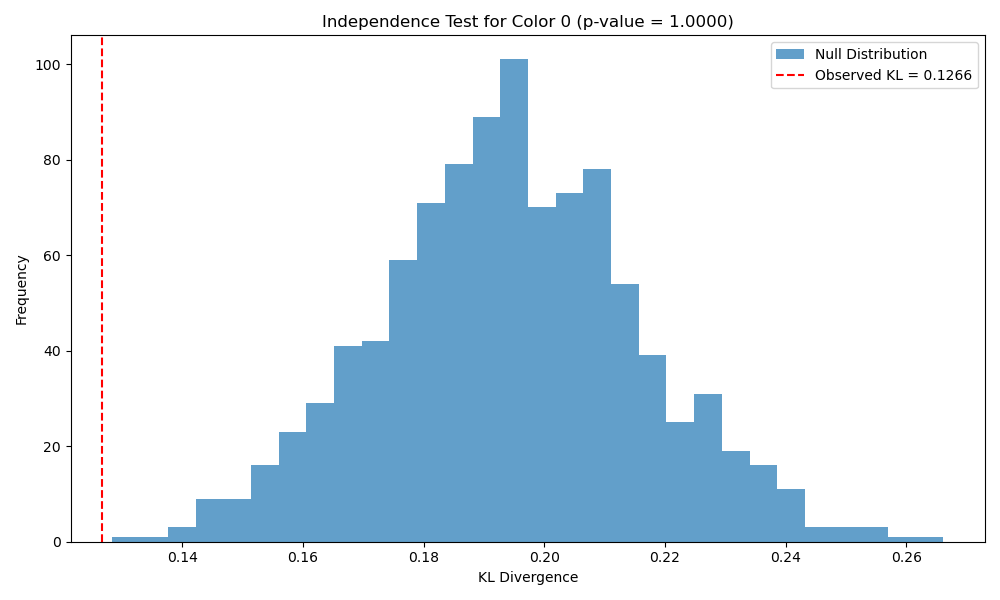 Independence Test for Color 0 (p-value = 1.0000)
Null Distribution
Observed KL = 0.1266
Frequency
100
80
60
40
20
0
0.14 0.16 0.18 0.20 0.22 0.24 0.26
KL Divergence